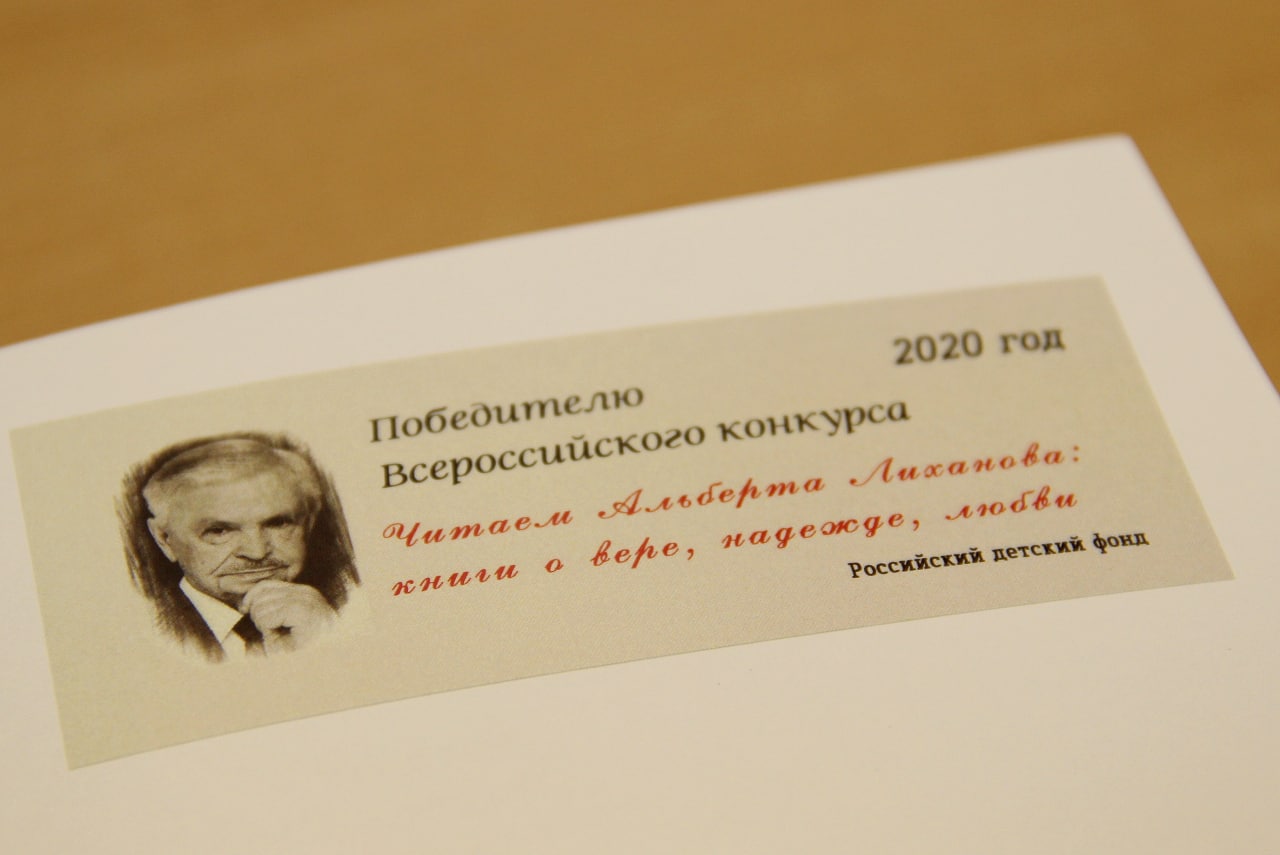 2020 год
Победителю
Всероссийского конкурса
Читаем Альберта Лиханова:
книги о вере, надежде, любви
Российский детский фонд